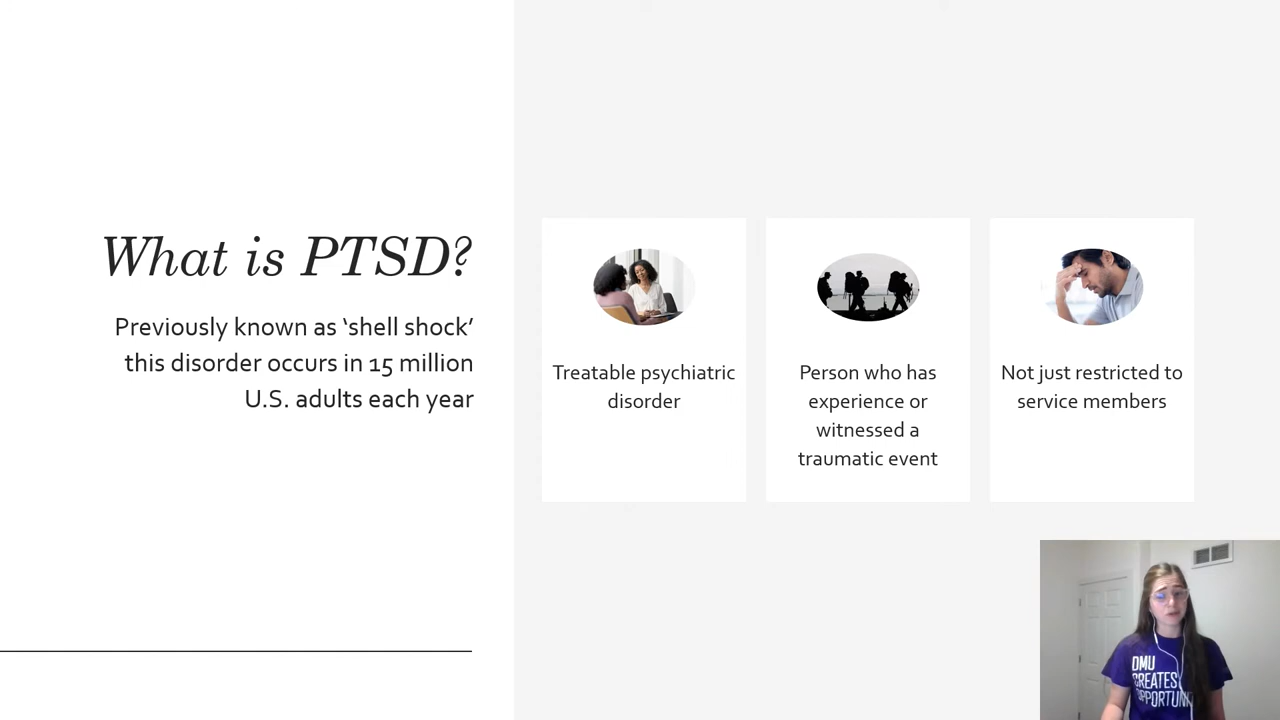 What is PTSD?
Previously known as ‘shell shock’
this disorder occurs in 15 million
U.S. adults each year
Treatable psychiatric
disorder
Person who has
experience or
witnessed a
traumatic event
Not just restricted to
service members
DMU
CREATES
OPPORTUNI